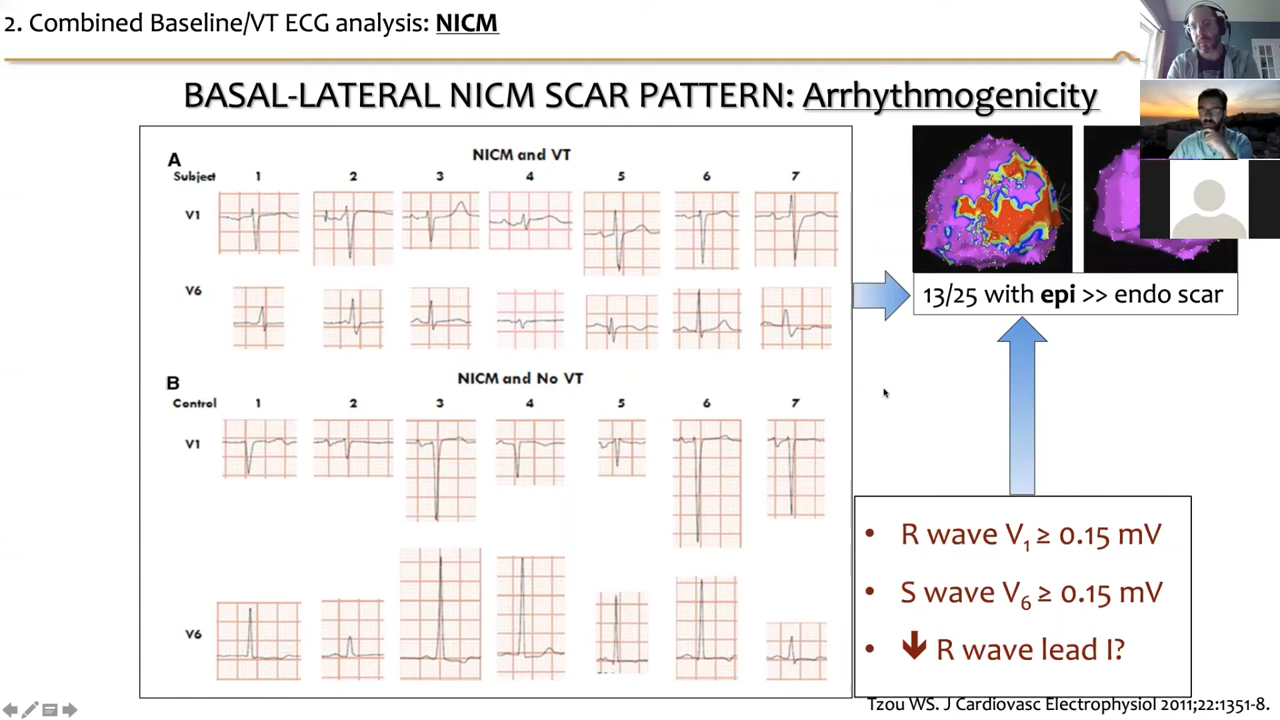 2. Combined Baseline/VT ECG analysis: NICM
BASAL-LATERAL NICM SCAR PATTERN: Arrhythmogenicity
A
NICM and VT
Subject 1 2 3 4 5 6 7
V1
V6
B
NICM and No VT
Control 1 2 3 4 5 6 7
V1
V6
13/25 with epi >> endo scar
• R wave V1 ≥ 0.15 mV
• S wave V6 ≥ 0.15 mV
• 🡇 R wave lead I?
Tzou WS. J Cardiovasc Electrophysiol 2011;22:1351-8.